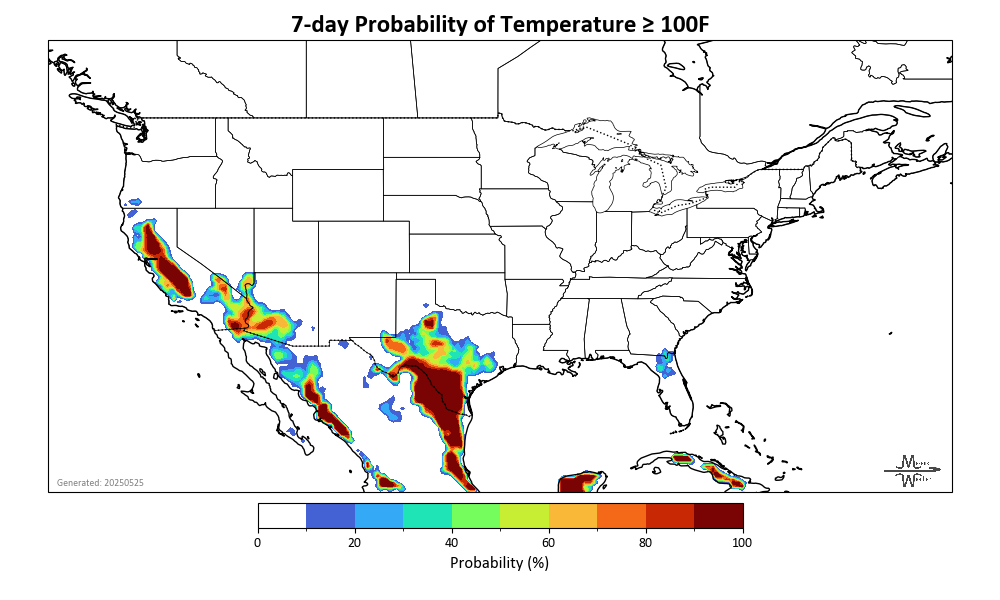 7-day Probability of Temperature ≥ 100F
Generated: 20250525
0 20 40 60 80 100
Probability (%)